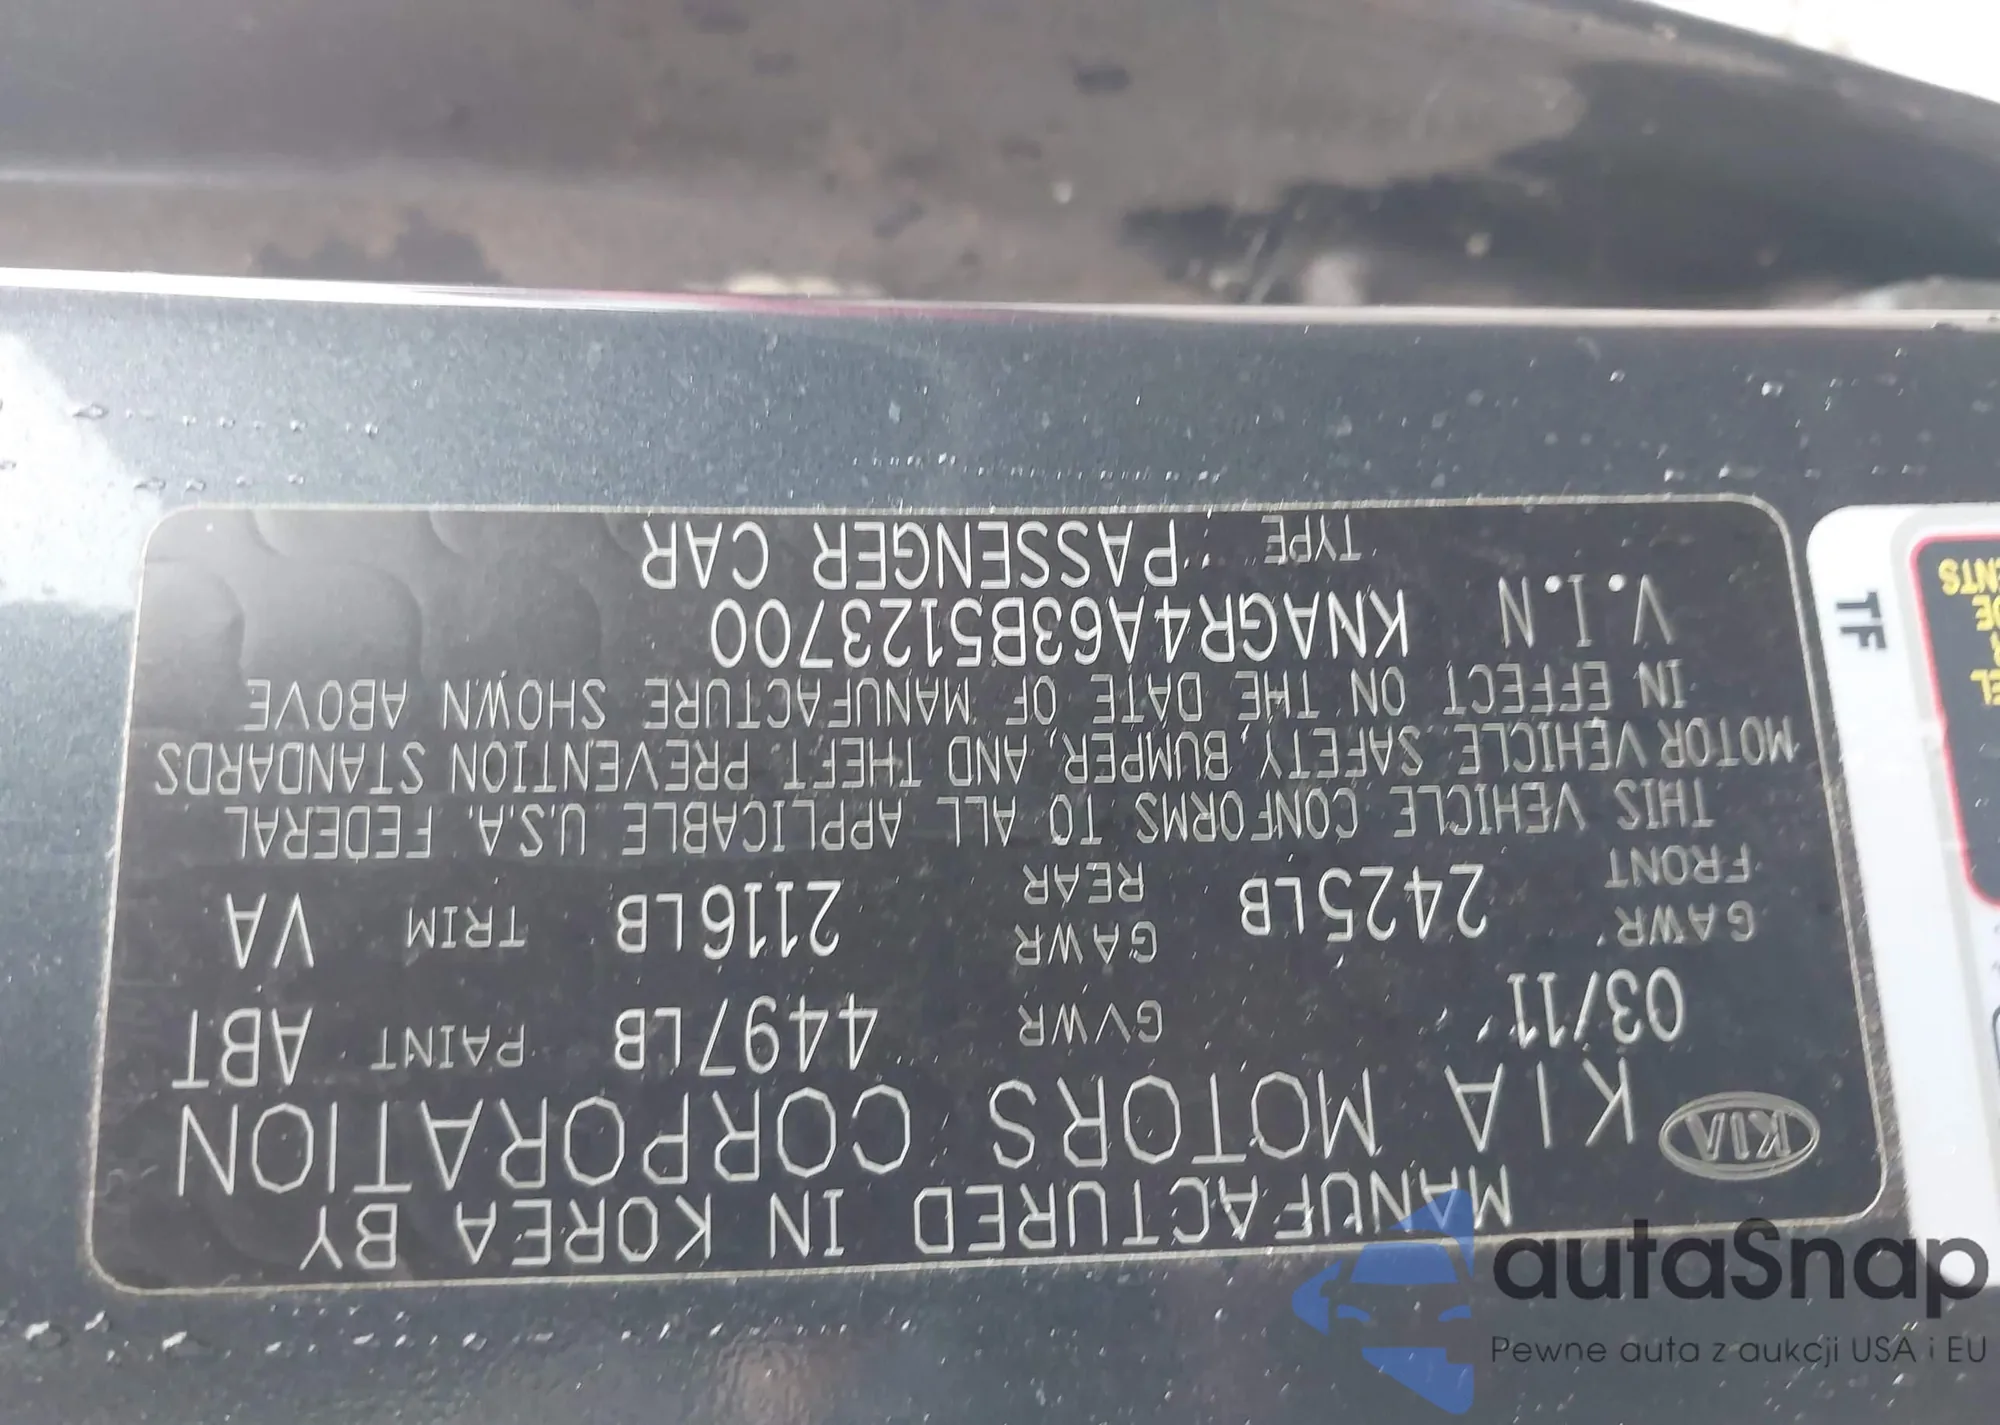 MANUFACTURED IN KOREA BY
KIA
KIA MOTORS CORPORATION
03/11 GVWR 4497LB PAINT ABT
GAWR FRONT 2425LB GAWR REAR 2116LB TRIM VA
THIS VEHICLE CONFORMS TO ALL APPLICABLE U.S.A. FEDERAL
MOTOR VEHICLE SAFETY, BUMPER, AND THEFT PREVENTION STANDARDS
IN EFFECT ON THE DATE OF MANUFACTURE SHOWN ABOVE
V.I.N KNAGR4A63B5123700
TYPE : PASSENGER CAR
TF
autaSnap
Pewne auta z aukcji USA i EU